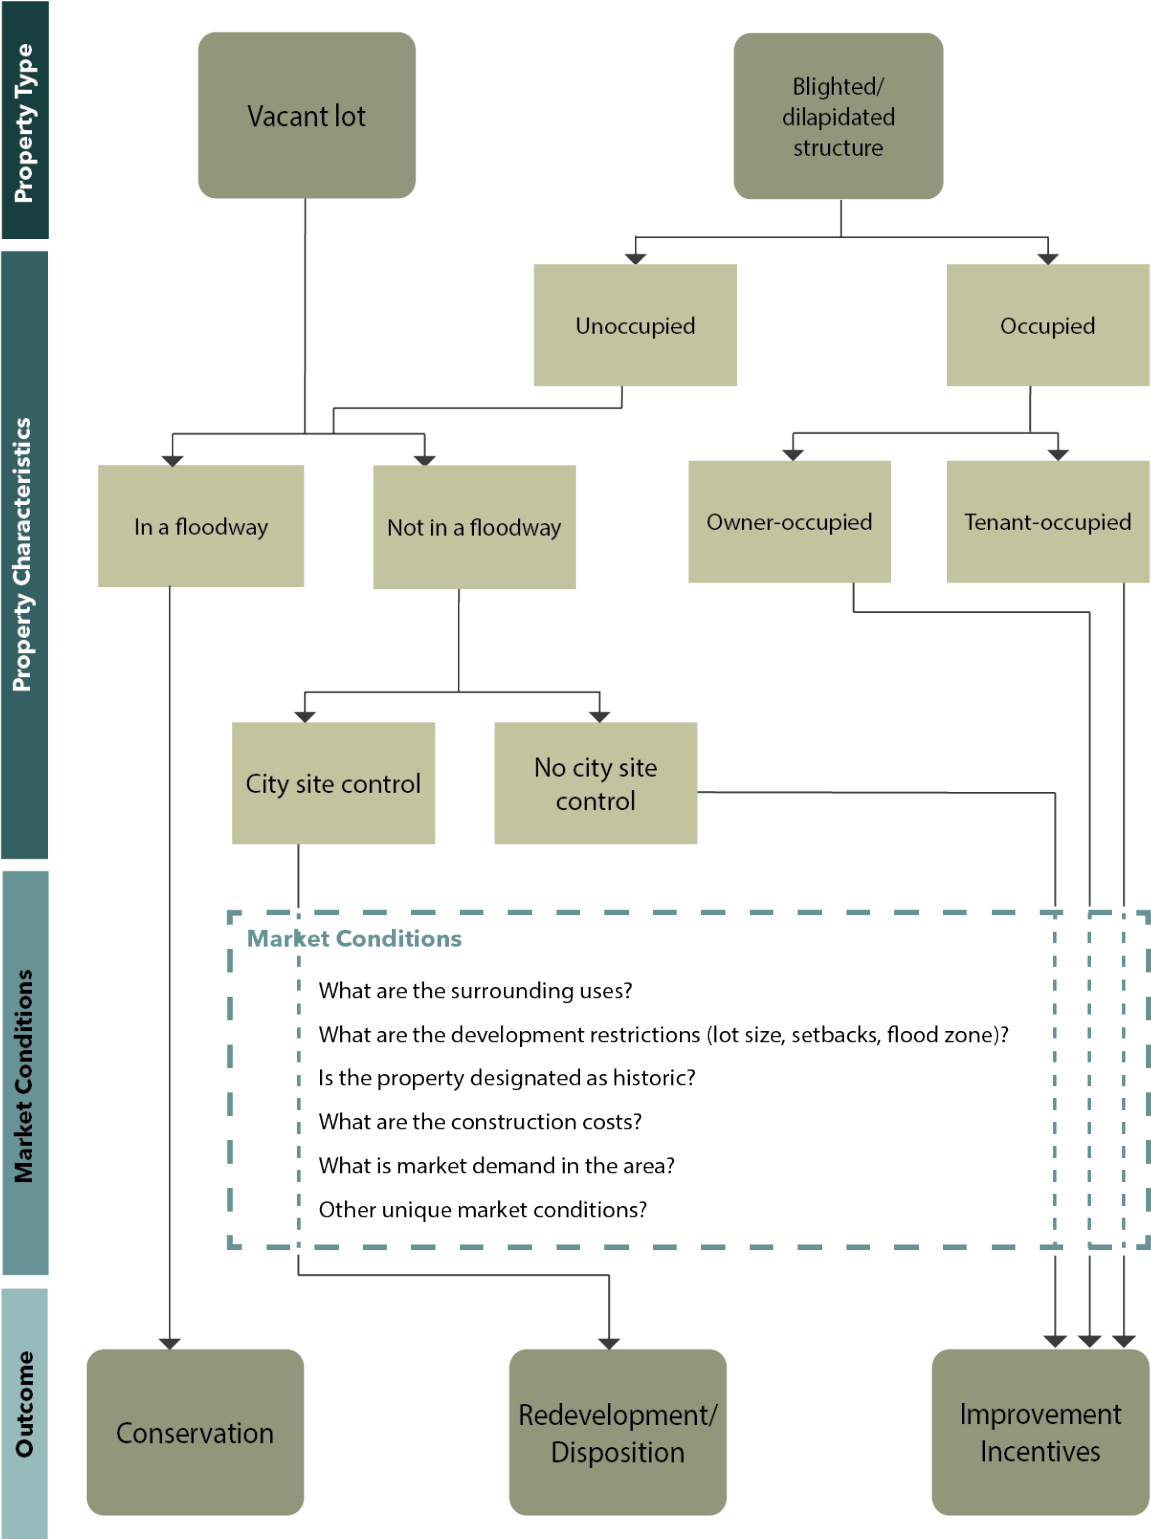 Property Type
Vacant lot
Blighted/
dilapidated
structure
Property Characteristics
Unoccupied
Occupied
In a floodway
Not in a floodway
Owner-occupied
Tenant-occupied
City site control
No city site
control
Market Conditions
Market Conditions
What are the surrounding uses?
What are the development restrictions (lot size, setbacks, flood zone)?
Is the property designated as historic?
What are the construction costs?
What is market demand in the area?
Other unique market conditions?
Outcome
Conservation
Redevelopment/
Disposition
Improvement
Incentives